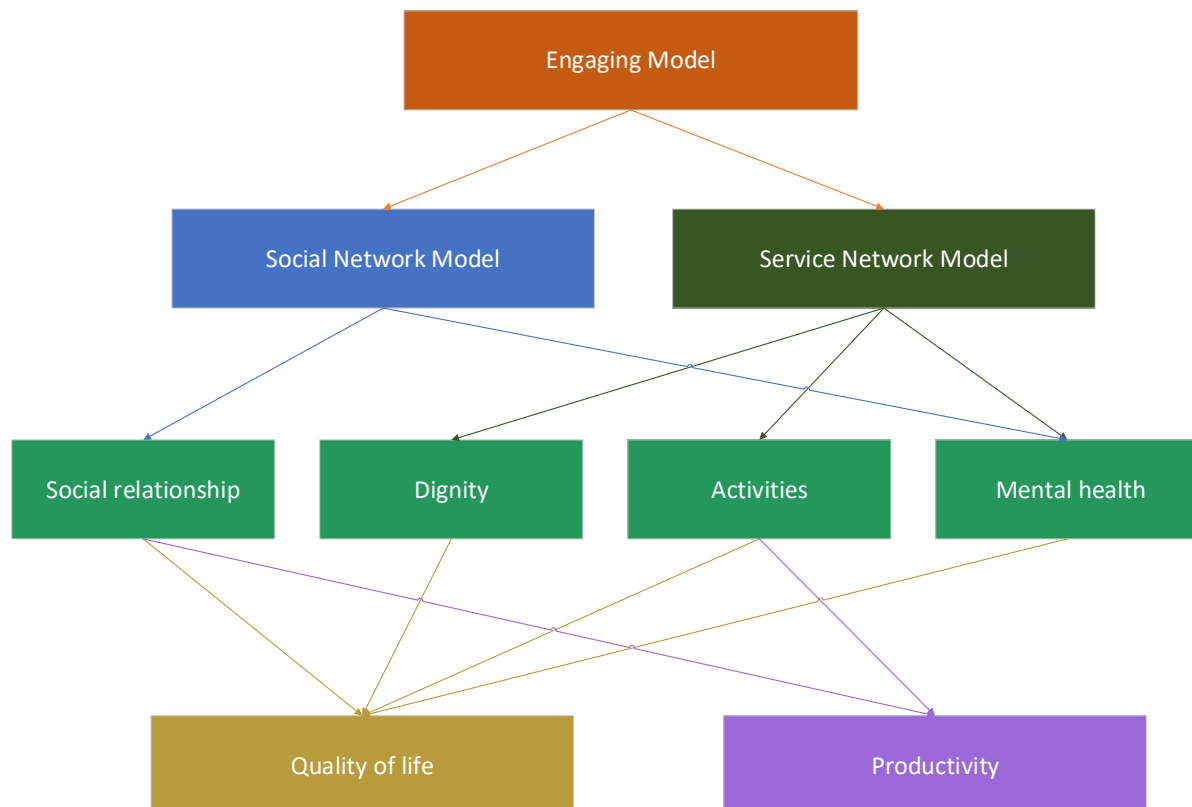 Engaging Model
Social Network Model
Service Network Model
Social relationship
Dignity
Activities
Mental health
Quality of life
Productivity